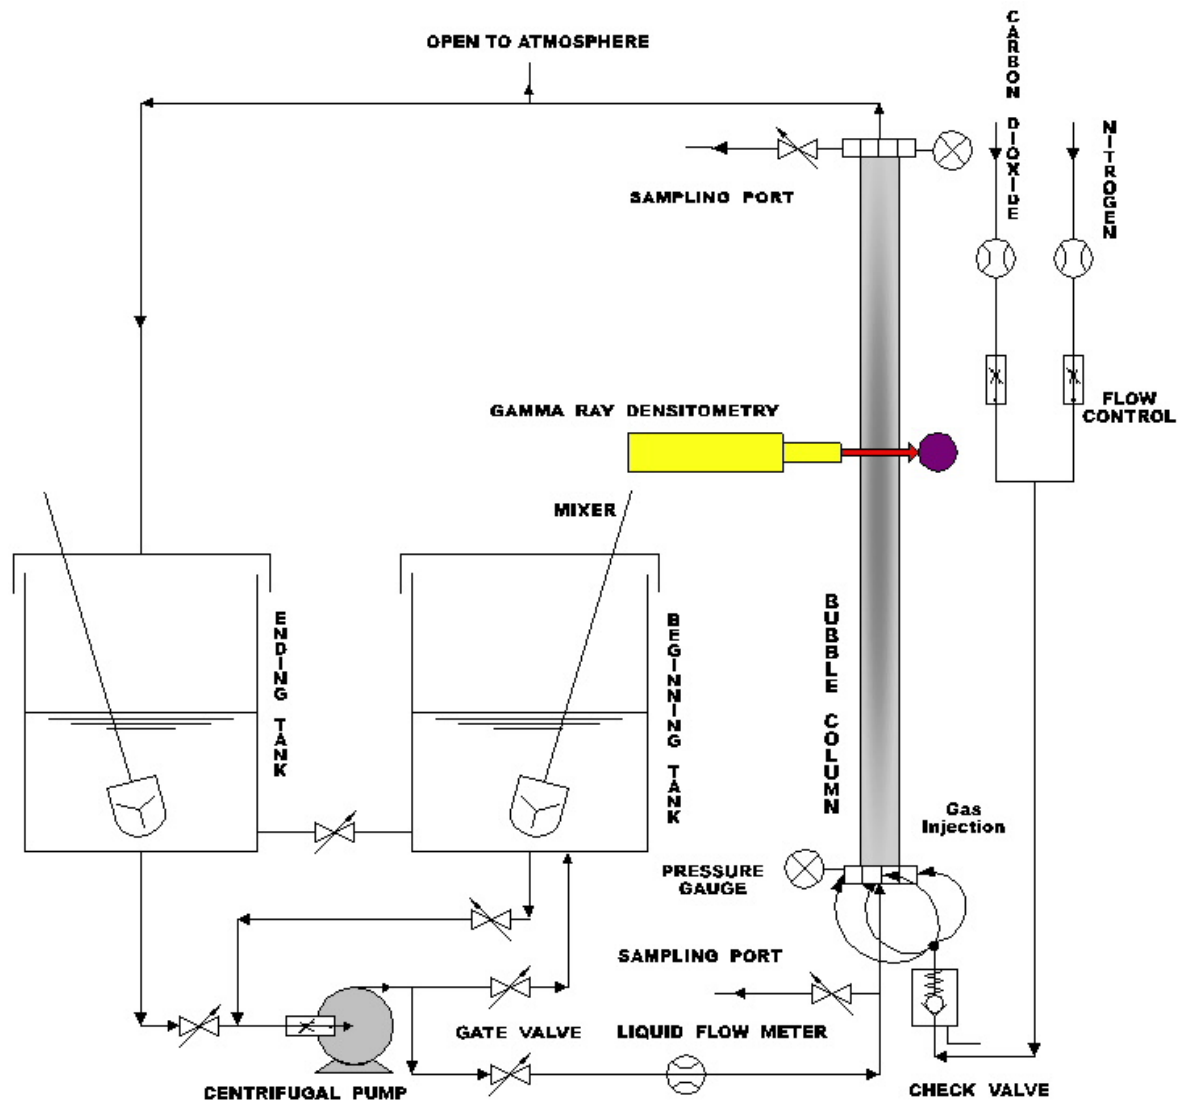 OPEN TO ATMOSPHERE
CARBON DIOXIDE
NITROGEN
SAMPLING PORT
FLOW
CONTROL
GAMMA RAY DENSITOMETRY
MIXER
ENDING TANK
BEGINNING TANK
BUBBLE COLUMN
Gas
Injection
PRESSURE
GAUGE
SAMPLING PORT
GATE VALVE
LIQUID FLOW METER
CENTRIFUGAL PUMP
CHECK VALVE